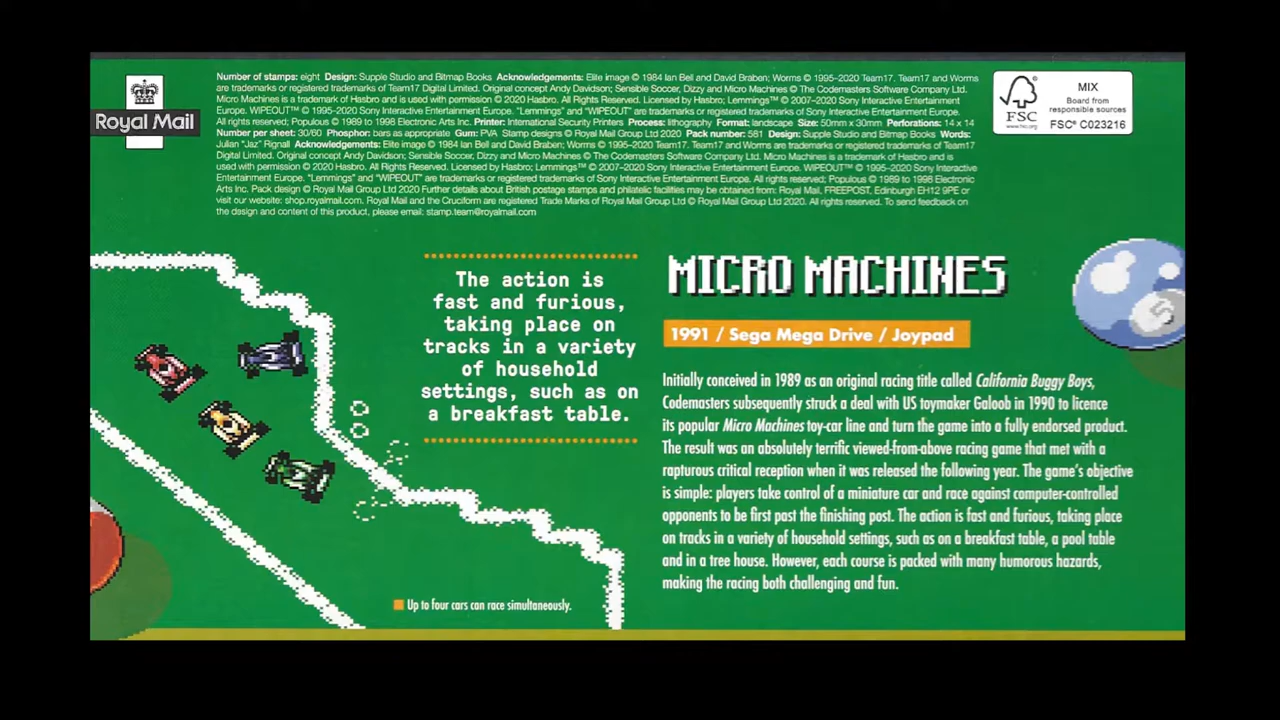 Royal Mail
Number of stamps: eight Design: Supple Studio and Bitmap Books Acknowledgements: Elite image © 1984 Ian Bell and David Braben; Worms © 1995–2020 Team17. Team17 and Worms
are trademarks or registered trademarks of Team17 Digital Limited. Original concept Andy Davidson; Sensible Soccer, Dizzy and Micro Machines © The Codemasters Software Company Ltd.
Micro Machines is a trademark of Hasbro and is used with permission © 2020 Hasbro. All Rights Reserved. Licensed by Hasbro; Lemmings™ © 2007–2020 Sony Interactive Entertainment
Europe. WIPEOUT™ © 1995-2020 Sony Interactive Entertainment Europe. "Lemmings" and "WIPEOUT" are trademarks or registered trademarks of Sony Interactive Entertainment Europe.
All rights reserved; Populous © 1989 to 1998 Electronic Arts Inc. Printer: International Security Printers Process: lithography Format: landscape Size: 50mm x 30mm Perforations: 14 x 14
Number per sheet: 30/60 Phosphor: bars as appropriate Gum: PVA Stamp designs © Royal Mail Group Ltd 2020 Pack number: 581 Design: Supple Studio and Bitmap Books Words:
Julian "Jaz" Rignall Acknowledgements: Elite image © 1984 Ian Bell and David Braben; Worms © 1995–2020 Team17. Team17 and Worms are trademarks or registered trademarks of Team17
Digital Limited. Original concept Andy Davidson; Sensible Soccer, Dizzy and Micro Machines © The Codemasters Software Company Ltd. Micro Machines is a trademark of Hasbro and is
used with permission © 2020 Hasbro. All Rights Reserved. Licensed by Hasbro; Lemmings™ © 2007–2020 Sony Interactive Entertainment Europe. WIPEOUT™ © 1995-2020 Sony Interactive
Entertainment Europe. "Lemmings" and "WIPEOUT" are trademarks or registered trademarks of Sony Interactive Entertainment Europe. All rights reserved; Populous © 1989 to 1998 Electronic
Arts Inc. Pack design © Royal Mail Group Ltd 2020 Further details about British postage stamps and philatelic facilities may be obtained from: Royal Mail, FREEPOST, Edinburgh EH12 9PE or
visit our website: shop.royalmail.com. Royal Mail and the Cruciform are registered Trade Marks of Royal Mail Group Ltd © Royal Mail Group Ltd 2020. All rights reserved. To send feedback on
the design and content of this product, please email: stamp.team@royalmail.com
FSC
www.fsc.org
MIX
Board from
responsible sources
FSC® C023216
The action is
fast and furious,
taking place on
tracks in a variety
of household
settings, such as on
a breakfast table.
MICRO MACHINES
1991 / Sega Mega Drive / Joypad
Initially conceived in 1989 as an original racing title called California Buggy Boys,
Codemasters subsequently struck a deal with US toymaker Galoob in 1990 to licence
its popular Micro Machines toy-car line and turn the game into a fully endorsed product.
The result was an absolutely terrific viewed-from-above racing game that met with a
rapturous critical reception when it was released the following year. The game's objective
is simple: players take control of a miniature car and race against computer-controlled
opponents to be first past the finishing post. The action is fast and furious, taking place
on tracks in a variety of household settings, such as on a breakfast table, a pool table
and in a tree house. However, each course is packed with many humorous hazards,
making the racing both challenging and fun.
Up to four cars can race simultaneously.
5